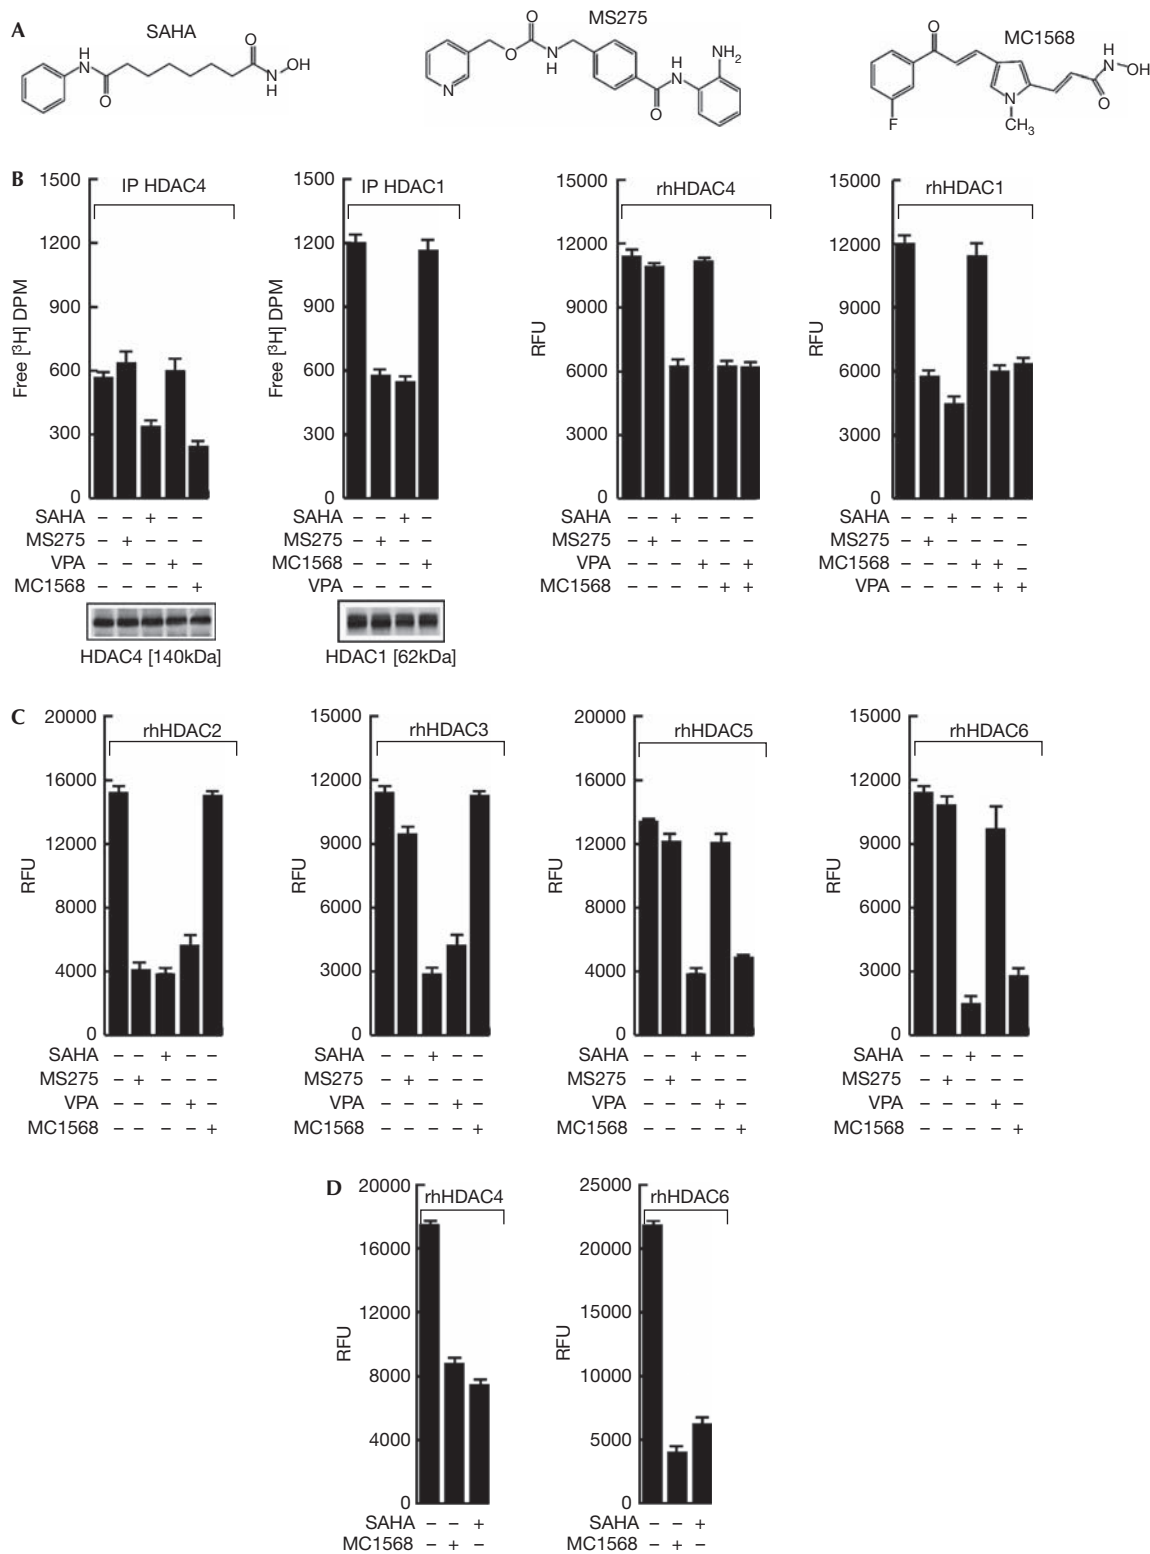 A
SAHA
H
N
O
O
N
H
OH
MS275
N
O
O
N
H
O
H
N
NH2
MC1568
F
O
N
CH3
H
N
OH
O
B
IP HDAC4
Free [3H] DPM
1500
1200
900
600
300
0
SAHA – – + – –
MS275 – + – – –
VPA – – – + –
MC1568 – – – – +
HDAC4 [140kDa]
IP HDAC1
Free [3H] DPM
1500
1200
900
600
300
0
SAHA – – + –
MS275 – + – –
MC1568 – – – +
VPA – – – –
HDAC1 [62kDa]
rhHDAC4
RFU
15000
12000
9000
6000
3000
0
SAHA – – + – – –
MS275 – + – – – –
VPA – – – + – +
MC1568 – – – – + +
rhHDAC1
RFU
15000
12000
9000
6000
3000
0
SAHA – – + – – –
MS275 – + – – – –
MC1568 – – – + + –
VPA – – – – + +
C
rhHDAC2
RFU
20000
16000
12000
8000
4000
0
SAHA – – + – –
MS275 – + – – –
VPA – – – + –
MC1568 – – – – +
rhHDAC3
RFU
15000
12000
9000
6000
3000
0
SAHA – – + – –
MS275 – + – – –
VPA – – – + –
MC1568 – – – – +
rhHDAC5
RFU
20000
16000
12000
8000
4000
0
SAHA – – + – –
MS275 – + – – –
VPA – – – + –
MC1568 – – – – +
rhHDAC6
RFU
15000
12000
9000
6000
3000
0
SAHA – – + – –
MS275 – + – – –
VPA – – – + –
MC1568 – – – – +
D
rhHDAC4
RFU
20000
16000
12000
8000
4000
0
SAHA – – +
MC1568 – + –
rhHDAC6
RFU
25000
20000
15000
10000
5000
0
SAHA – – +
MC1568 – + –